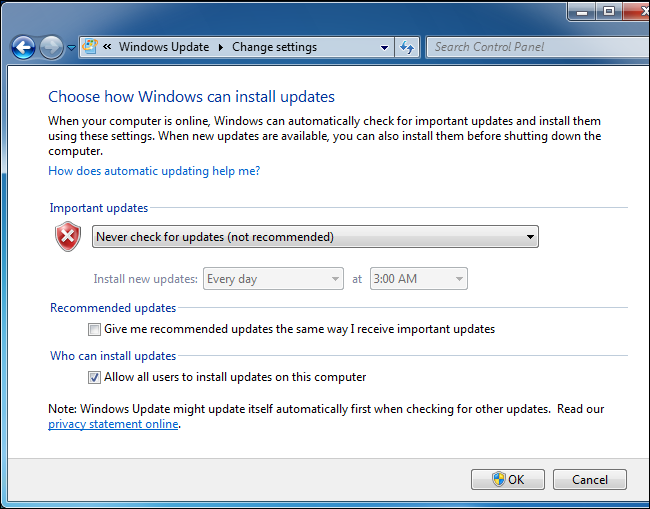 « Windows Update ▸ Change settings
Search Control Panel
Choose how Windows can install updates
When your computer is online, Windows can automatically check for important updates and install them
using these settings. When new updates are available, you can also install them before shutting down the
computer.
How does automatic updating help me?
Important updates
Never check for updates (not recommended)
Install new updates: Every day at 3:00 AM
Recommended updates
Give me recommended updates the same way I receive important updates
Who can install updates
Allow all users to install updates on this computer
Note: Windows Update might update itself automatically first when checking for other updates. Read our
privacy statement online.
OK Cancel